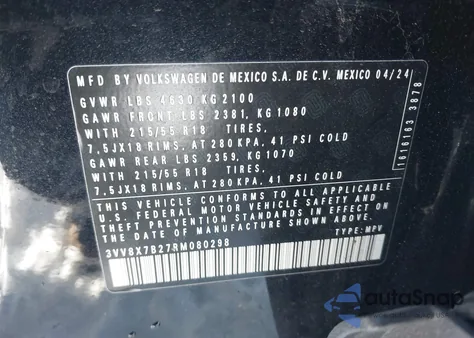 MFD BY VOLKSWAGEN DE MEXICO S.A. DE C.V. MEXICO 04/24
GVWR LBS 4630 KG 2100
GAWR FRONT LBS 2381, KG 1080
WITH 215/55 R18 TIRES,
7,5JX18 RIMS, AT 280 KPA, 41 PSI COLD
GAWR REAR LBS 2359, KG 1070
WITH 215/55 R18 TIRES,
7,5JX18 RIMS, AT 280 KPA, 41 PSI COLD
THIS VEHICLE CONFORMS TO ALL APPLICABLE
U.S. FEDERAL MOTOR VEHICLE SAFETY AND
THEFT PREVENTION STANDARDS IN EFFECT ON
THE DATE OF MANUFACTURE SHOWN ABOVE
3VV8X7B27RM080298
TYPE: MPV
1616163 3878
autoSnap